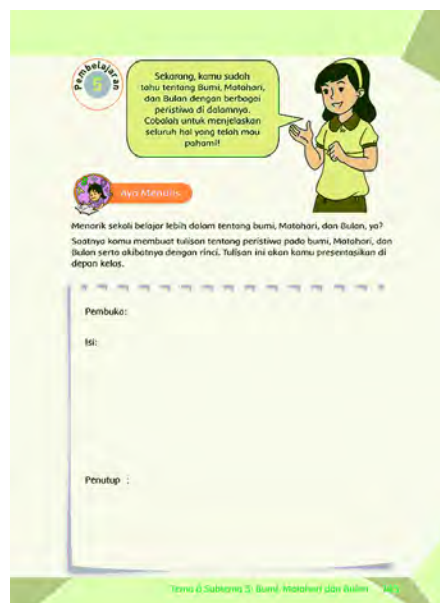 Pembelajaran
5
Sekarang, kamu sudah
tahu tentang Bumi, Matahari,
dan Bulan dengan berbagai
peristiwa di dalamnya.
Cobalah untuk menjelaskan
seluruh hal yang telah mau
pahami!
Ayo Menulis
Menarik sekali belajar lebih dalam tentang bumi, Matahari, dan Bulan, ya?
Saatnya kamu membuat tulisan tentang peristiwa pada bumi, Matahari, dan
Bulan serta akibatnya dengan rinci. Tulisan ini akan kamu presentasikan di
depan kelas.
Pembuka:
Isi:
Penutup :
Tema 6 Subtema 3: Bumi, Matahari dan Bulan